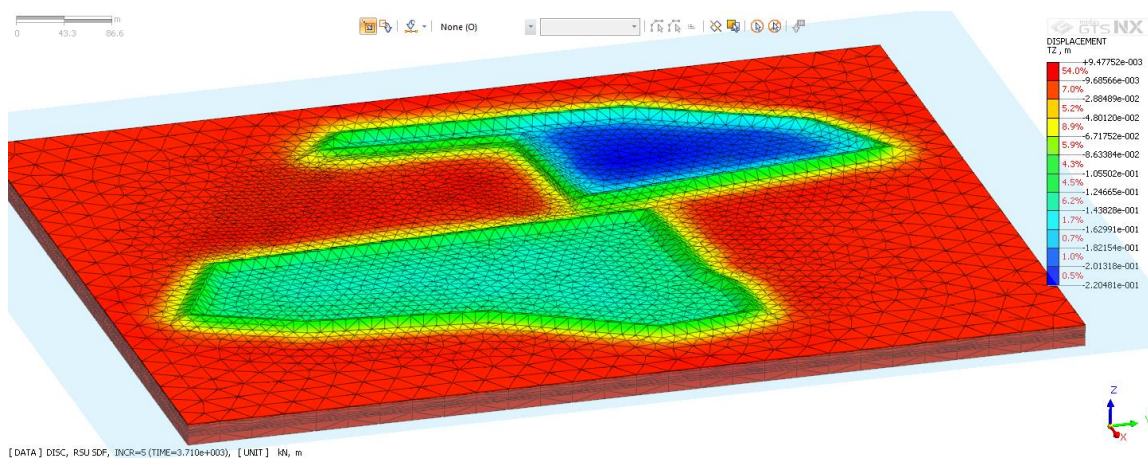 m
0 43.3 86.6
None (0)
midas
GTS NX
DISPLACEMENT
TZ , m
+9.47752e-003
54.0%
-9.68566e-003
7.0%
-2.88489e-002
5.2%
-4.80120e-002
8.9%
-6.71752e-002
5.9%
-8.63384e-002
4.3%
-1.05502e-001
4.5%
-1.24665e-001
6.2%
-1.43828e-001
1.7%
-1.62991e-001
0.7%
-1.82154e-001
1.0%
-2.01318e-001
0.5%
-2.20481e-001
Z
Y
X
[ DATA ] DISC, RSU SDF, INCR=5 (TIME=3.710e+003), [ UNIT ] kN, m